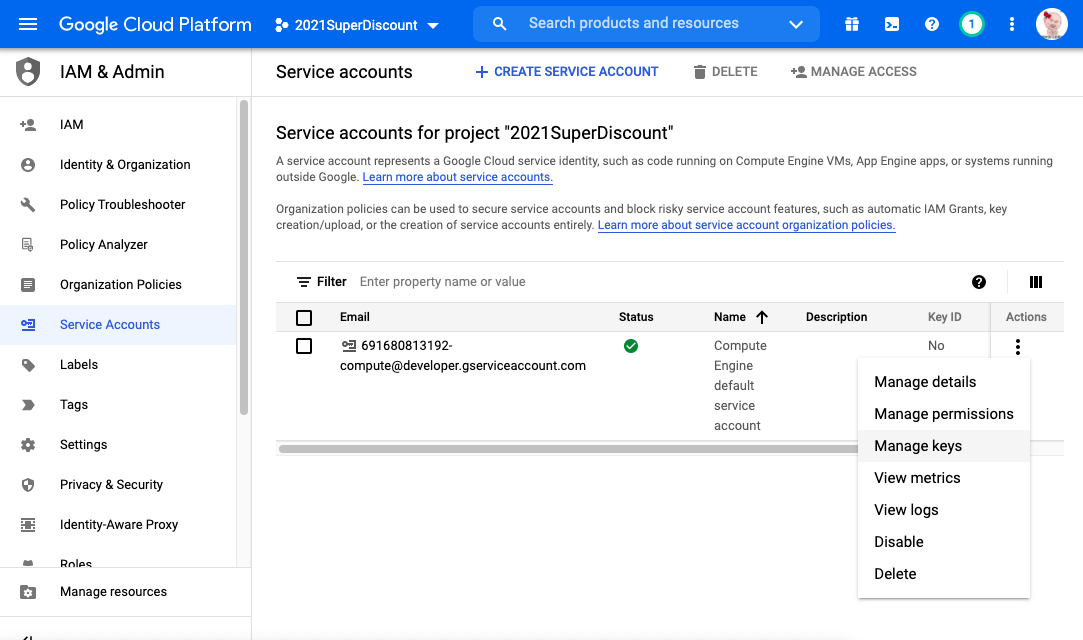 Google Cloud Platform
2021SuperDiscount
Search products and resources
1
IAM & Admin
Service accounts
CREATE SERVICE ACCOUNT
DELETE
MANAGE ACCESS
IAM
Identity & Organization
Policy Troubleshooter
Policy Analyzer
Organization Policies
Service Accounts
Labels
Tags
Settings
Privacy & Security
Identity-Aware Proxy
Roles
Manage resources
Service accounts for project "2021SuperDiscount"
A service account represents a Google Cloud service identity, such as code running on Compute Engine VMs, App Engine apps, or systems running
outside Google. Learn more about service accounts.
Organization policies can be used to secure service accounts and block risky service account features, such as automatic IAM Grants, key
creation/upload, or the creation of service accounts entirely. Learn more about service account organization policies.
Filter Enter property name or value
Email Status Name Description Key ID Actions
691680813192-
compute@developer.gserviceaccount.com
Compute
Engine
default
service
account
No
Manage details
Manage permissions
Manage keys
View metrics
View logs
Disable
Delete